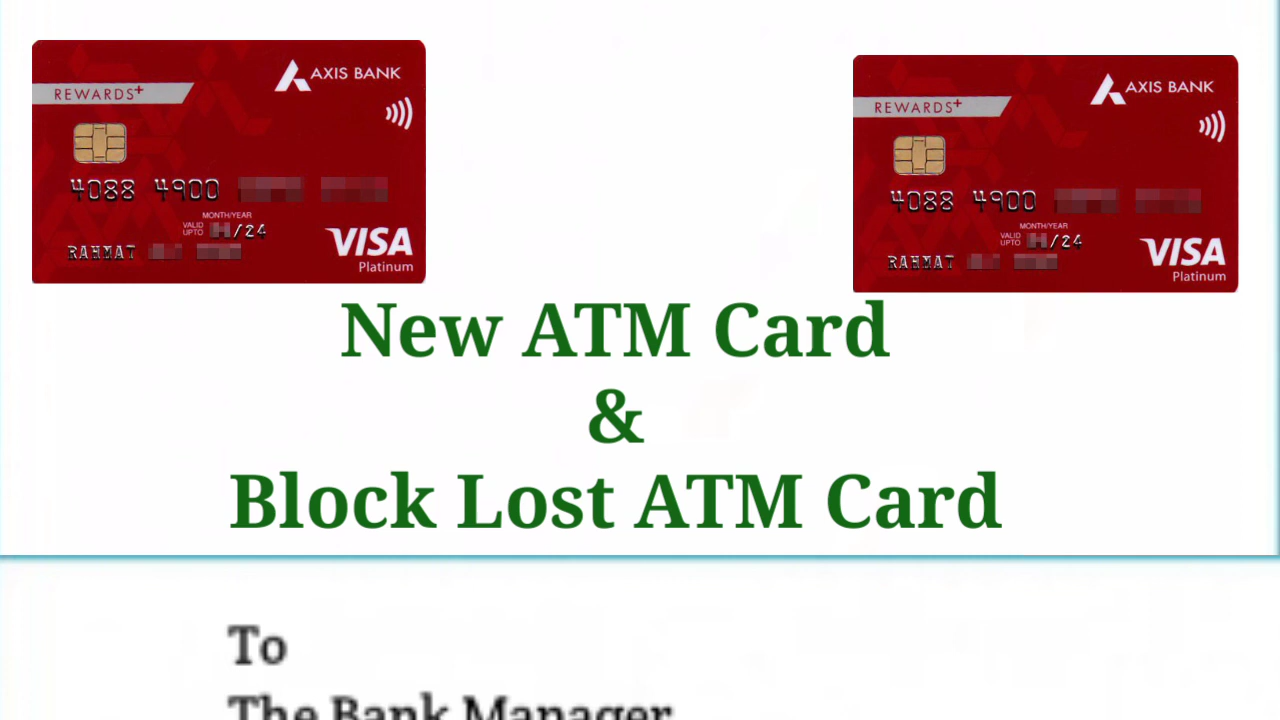 AXIS BANK
REWARDS+
4088 4900
MONTH/YEAR
VALID
UPTO /24
RAHMAT
VISA
Platinum
AXIS BANK
REWARDS+
4088 4900
MONTH/YEAR
VALID
UPTO /24
RAHMAT
VISA
Platinum
New ATM Card
&
Block Lost ATM Card
To
The Bank Manager